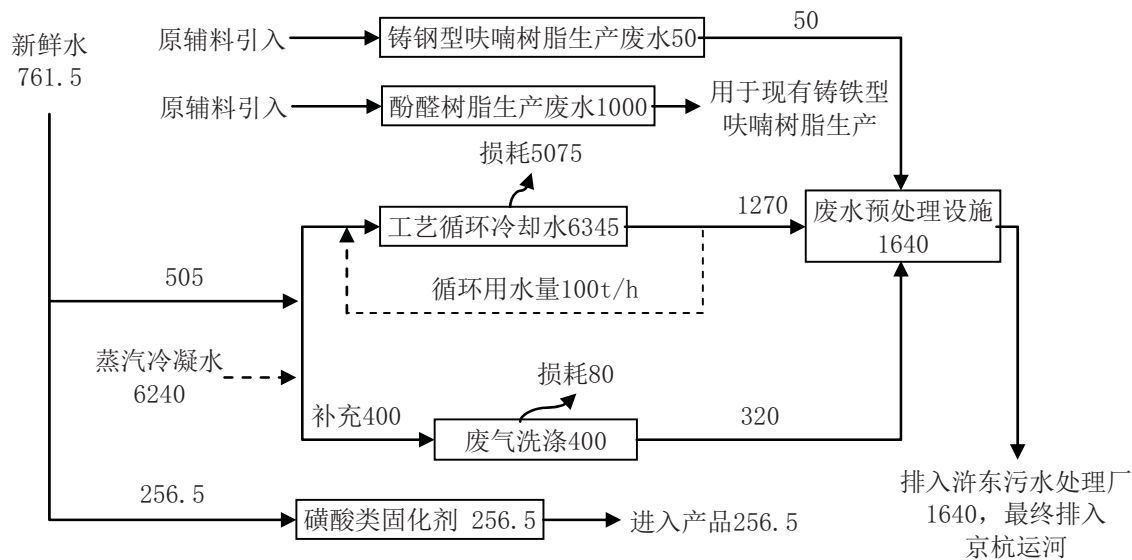 新鲜水
761.5
原辅料引入
铸钢型呋喃树脂生产废水50
50
原辅料引入
酚醛树脂生产废水1000
用于现有铸铁型
呋喃树脂生产
损耗5075
工艺循环冷却水6345
1270
废水预处理设施
1640
循环用水量100t/h
505
蒸汽冷凝水
6240
损耗80
补充400
废气洗涤400
320
256.5
磺酸类固化剂 256.5
进入产品256.5
排入浒东污水处理厂
1640，最终排入
京杭运河